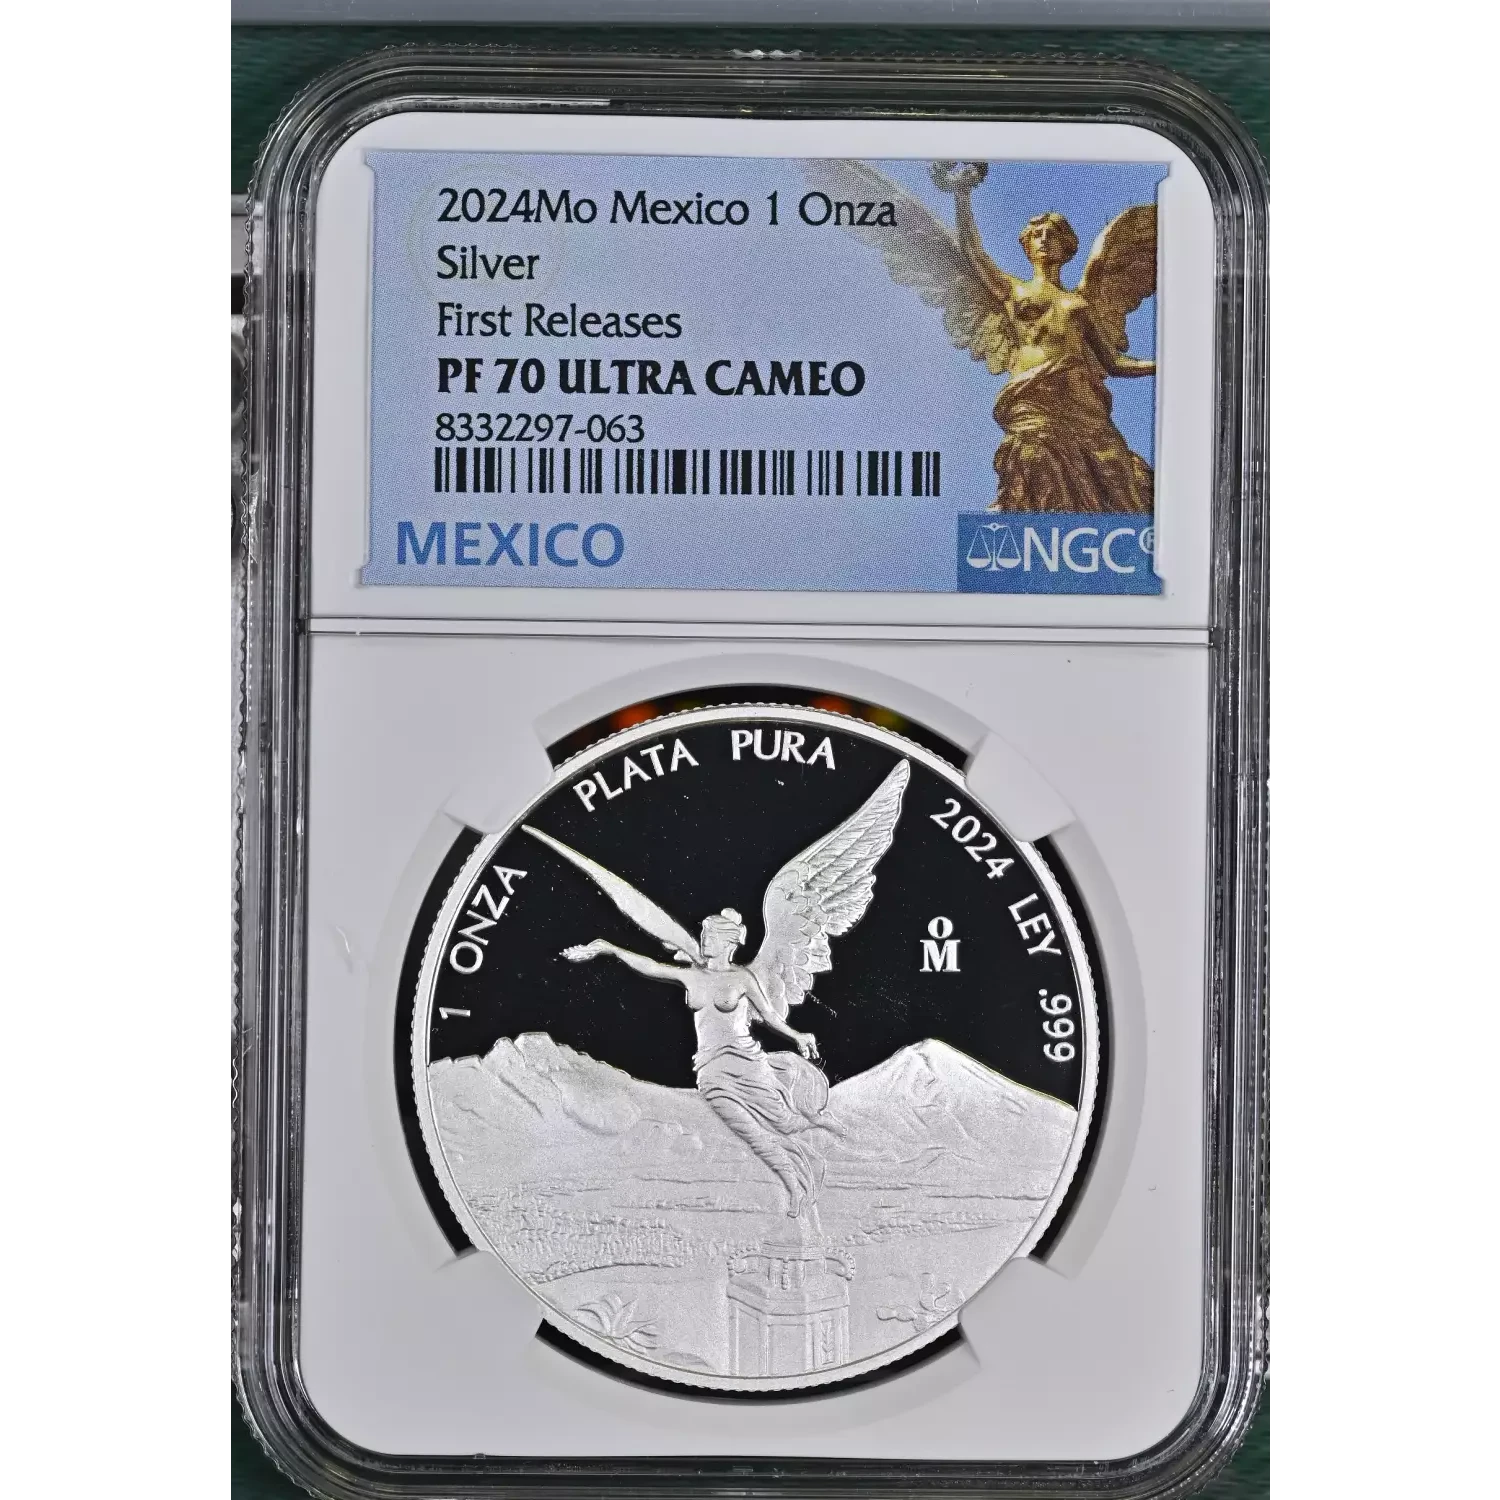 2024Mo Mexico 1 Onza
Silver
First Releases
PF 70 ULTRA CAMEO
8332297-063
MEXICO
NGC®
1 ONZA PLATA PURA 2024 LEY .999
oM